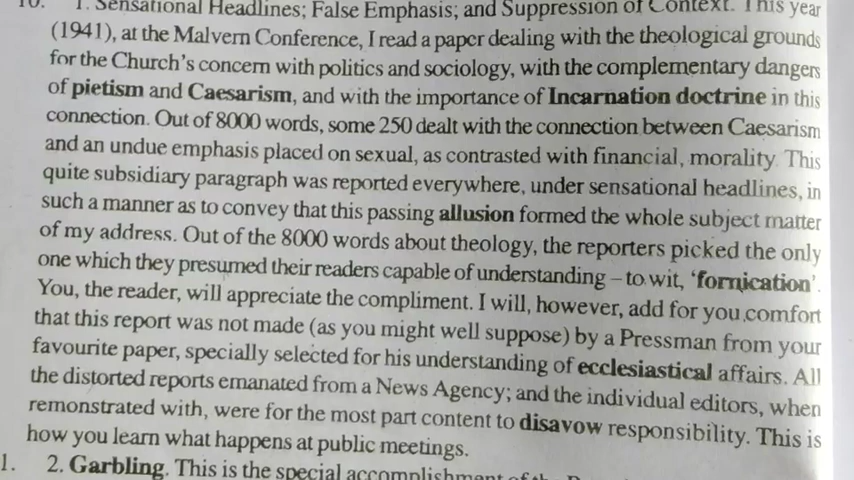 10. 1. Sensational Headlines; False Emphasis; and Suppression of Context. This year
(1941), at the Malvern Conference, I read a paper dealing with the theological grounds
for the Church's concern with politics and sociology, with the complementary dangers
of pietism and Caesarism, and with the importance of Incarnation doctrine in this
connection. Out of 8000 words, some 250 dealt with the connection between Caesarism
and an undue emphasis placed on sexual, as contrasted with financial, morality. This
quite subsidiary paragraph was reported everywhere, under sensational headlines, in
such a manner as to convey that this passing allusion formed the whole subject matter
of my address. Out of the 8000 words about theology, the reporters picked the only
one which they presumed their readers capable of understanding – to wit, 'fornication'.
You, the reader, will appreciate the compliment. I will, however, add for you comfort
that this report was not made (as you might well suppose) by a Pressman from your
favourite paper, specially selected for his understanding of ecclesiastical affairs. All
the distorted reports emanated from a News Agency; and the individual editors, when
remonstrated with, were for the most part content to disavow responsibility. This is
how you learn what happens at public meetings.
1. 2. Garbling. This is the special accomplishment of the